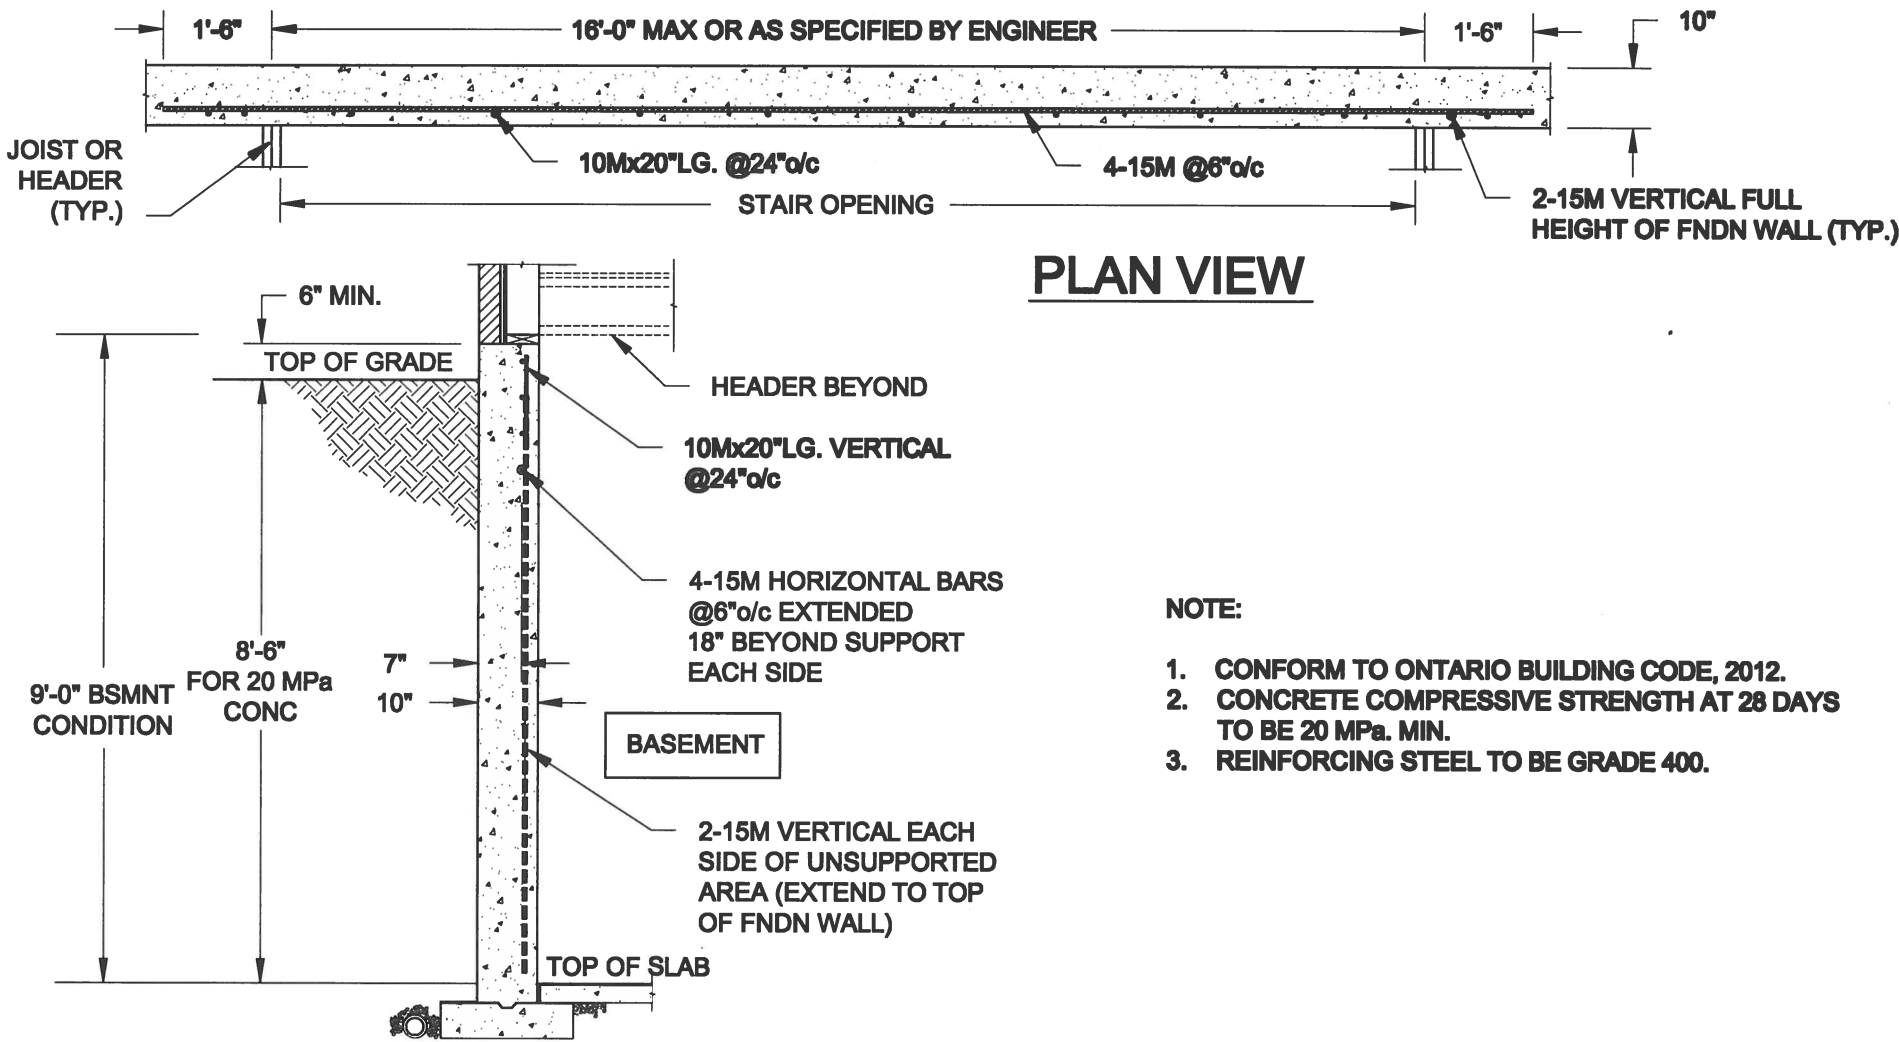 1'-6"
16'-0" MAX OR AS SPECIFIED BY ENGINEER
1'-6"
10"
JOIST OR
HEADER
(TYP.)
10Mx20"LG. @24"o/c
4-15M @6"o/c
STAIR OPENING
2-15M VERTICAL FULL
HEIGHT OF FNDN WALL (TYP.)
PLAN VIEW
6" MIN.
TOP OF GRADE
HEADER BEYOND
10Mx20"LG. VERTICAL
@24"o/c
4-15M HORIZONTAL BARS
@6"o/c EXTENDED
18" BEYOND SUPPORT
EACH SIDE
9'-0" BSMNT
CONDITION
8'-6"
FOR 20 MPa
CONC
7"
10"
BASEMENT
2-15M VERTICAL EACH
SIDE OF UNSUPPORTED
AREA (EXTEND TO TOP
OF FNDN WALL)
TOP OF SLAB
NOTE:
1. CONFORM TO ONTARIO BUILDING CODE, 2012.
2. CONCRETE COMPRESSIVE STRENGTH AT 28 DAYS
TO BE 20 MPa. MIN.
3. REINFORCING STEEL TO BE GRADE 400.